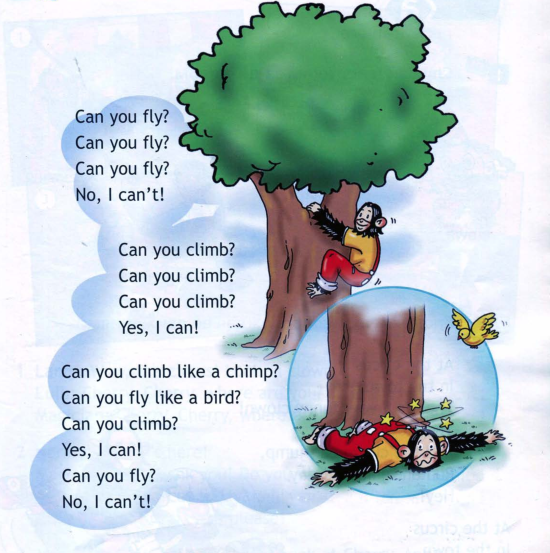 Can you fly?
Can you fly?
Can you fly?
No, I can't!
Can you climb?
Can you climb?
Can you climb?
Yes, I can!
Can you climb like a chimp?
Can you fly like a bird?
Can you climb?
Yes, I can!
Can you fly?
No, I can't!